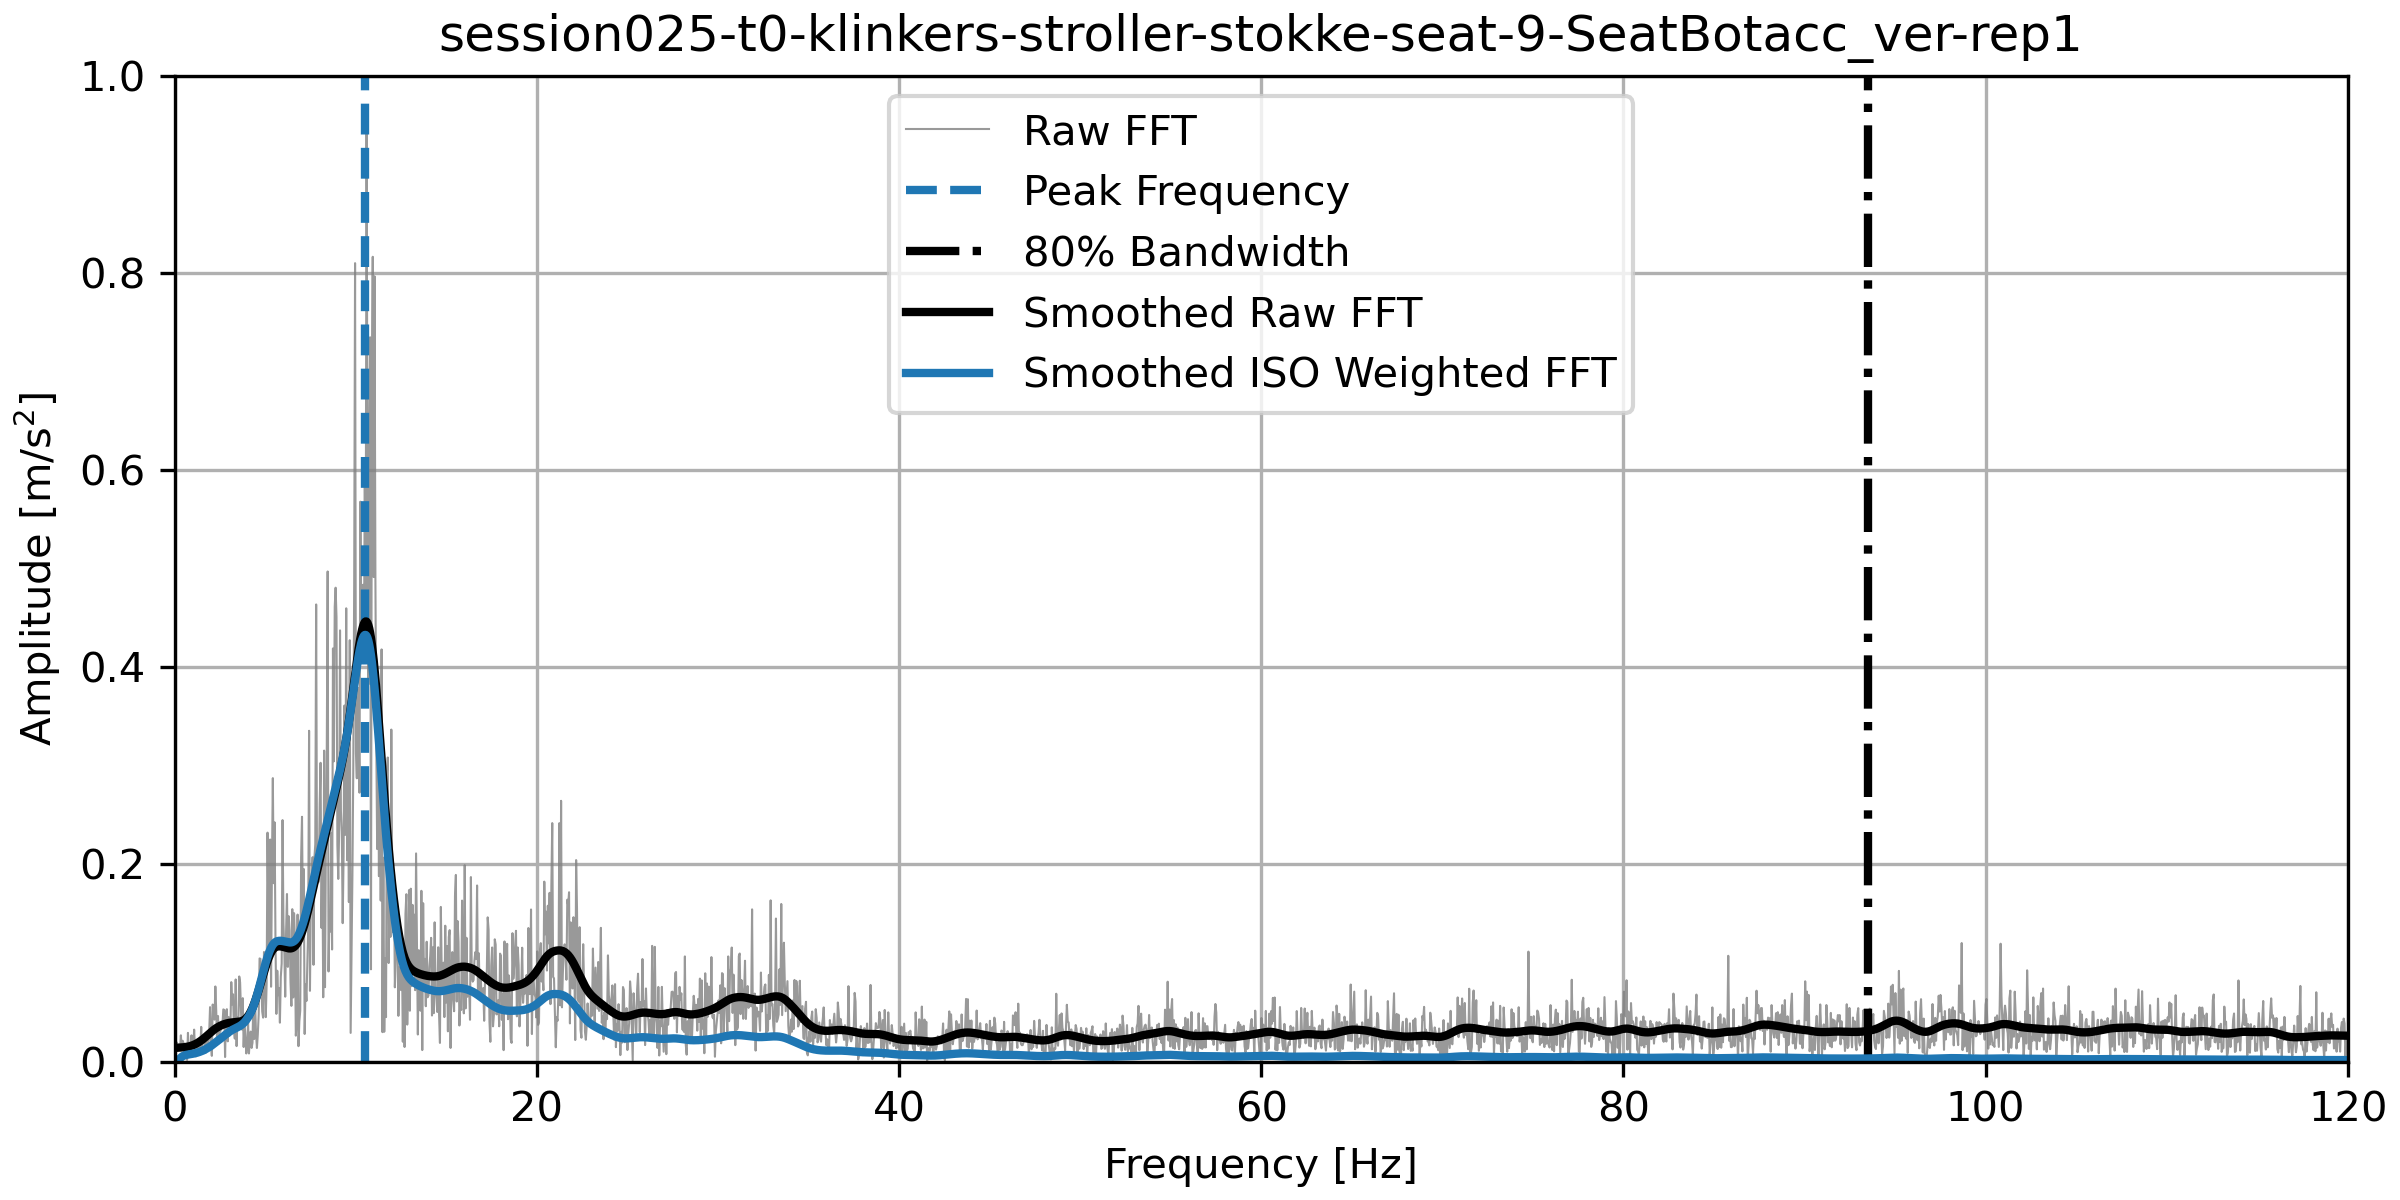 session025-t0-klinkers-stroller-stokke-seat-9-SeatBotacc_ver-rep1
1.0
0.8
0.6
0.4
0.2
0.0
Amplitude [m/s²]
Raw FFT
Peak Frequency
80% Bandwidth
Smoothed Raw FFT
Smoothed ISO Weighted FFT
0 20 40 60 80 100 120
Frequency [Hz]